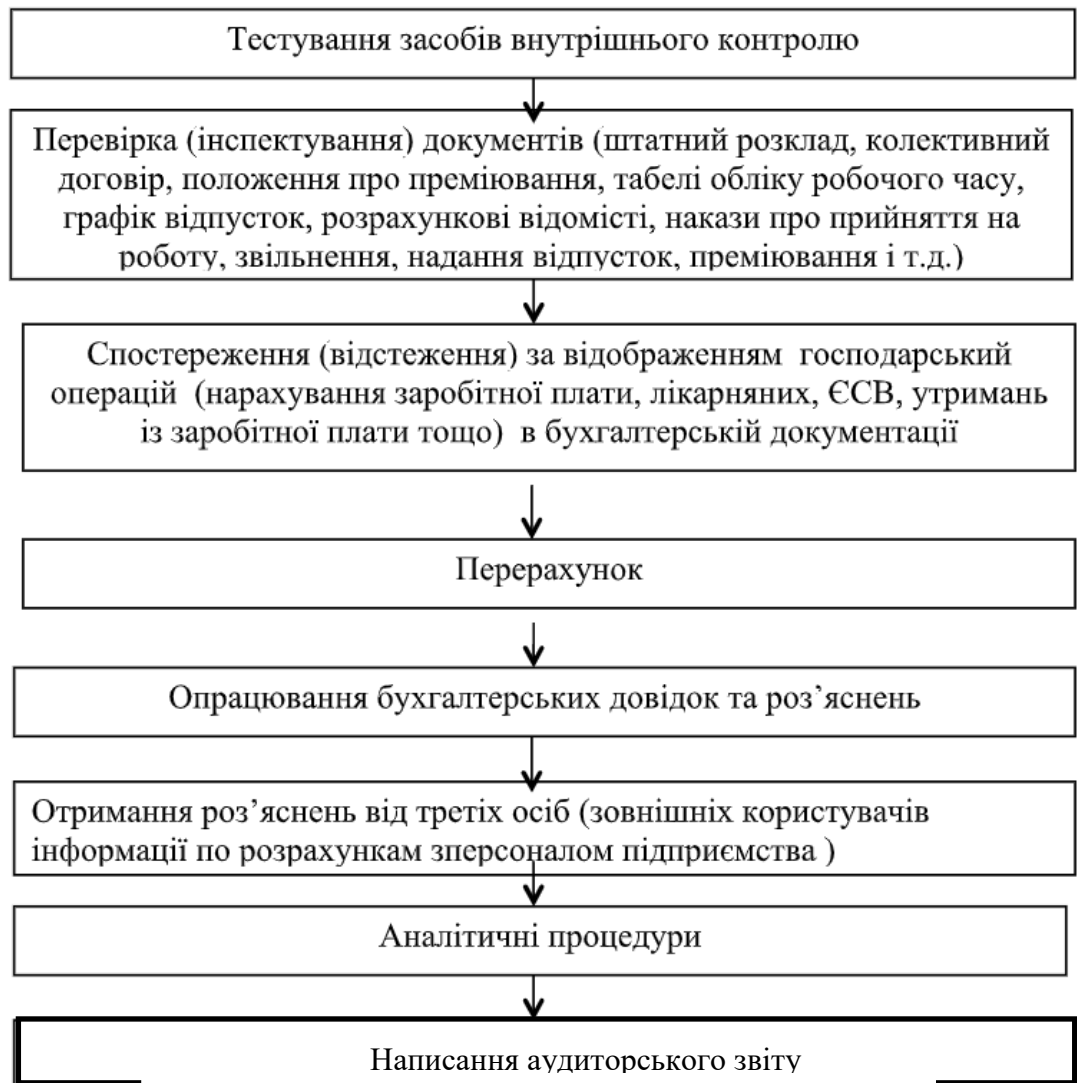 Тестування засобів внутрішнього контролю
Перевірка (інспектування) документів (штатний розклад, колективний
договір, положення про преміювання, табелі обліку робочого часу,
графік відпусток, розрахункові відомісті, накази про прийняття на
роботу, звільнення, надання відпусток, преміювання і т.д.)
Спостереження (відстеження) за відображенням господарський
операцій (нарахування заробітної плати, лікарняних, ЄСВ, утримань
із заробітної плати тощо) в бухгалтерській документації
Перерахунок
Опрацювання бухгалтерських довідок та роз’яснень
Отримання роз’яснень від третіх осіб (зовнішніх користувачів
інформації по розрахункам зперсоналом підприємства )
Аналітичні процедури
Написання аудиторського звіту